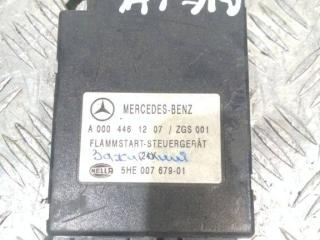 MERCEDES-BENZ
A 000 446 12 07 / ZGS 001
FLAMMSTART-STEUERGERÄT
HELLA
5HE 007 679-01